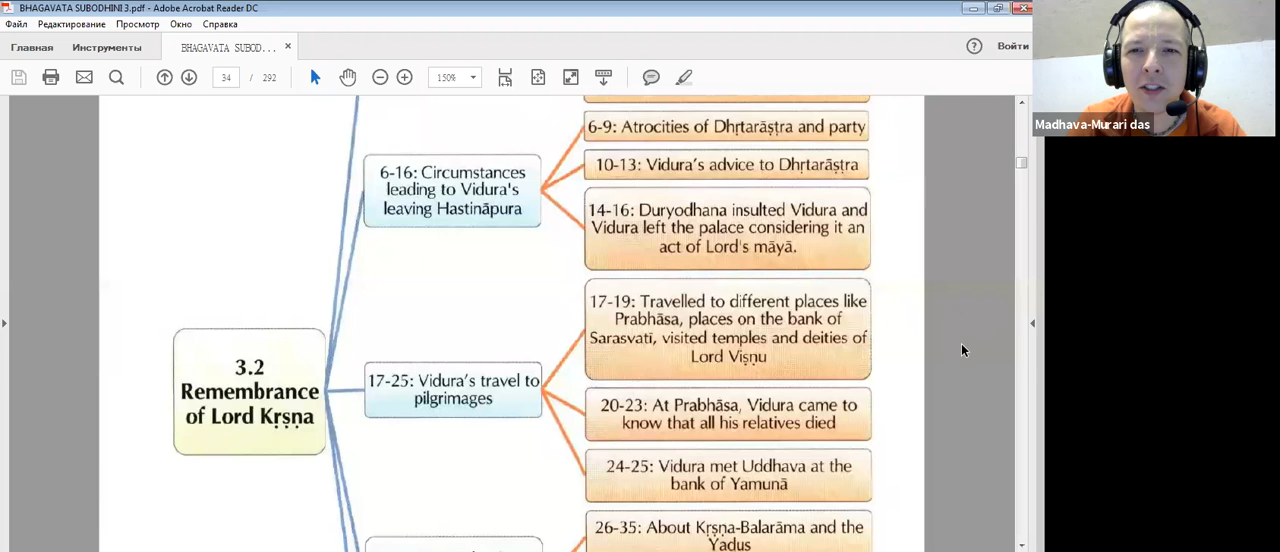 BHAGAVATA SUBODHINI 3.pdf - Adobe Acrobat Reader DC
Файл Редактирование Просмотр Окно Справка
Главная Инструменты BHAGAVATA SUBOD... × Войти
34 / 292 150%
Madhava-Murari das
6-9: Atrocities of Dhṛtarāṣṭra and party
6-16: Circumstances
leading to Vidura's
leaving Hastināpura
10-13: Vidura's advice to Dhṛtarāṣṭra
14-16: Duryodhana insulted Vidura and
Vidura left the palace considering it an
act of Lord's māyā.
3.2
Remembrance
of Lord Kṛṣṇa
17-25: Vidura's travel to
pilgrimages
17-19: Travelled to different places like
Prabhāsa, places on the bank of
Sarasvatī, visited temples and deities of
Lord Viṣṇu
20-23: At Prabhāsa, Vidura came to
know that all his relatives died
24-25: Vidura met Uddhava at the
bank of Yamunā
26-35: About Kṛṣṇa-Balarāma and the
Yadus